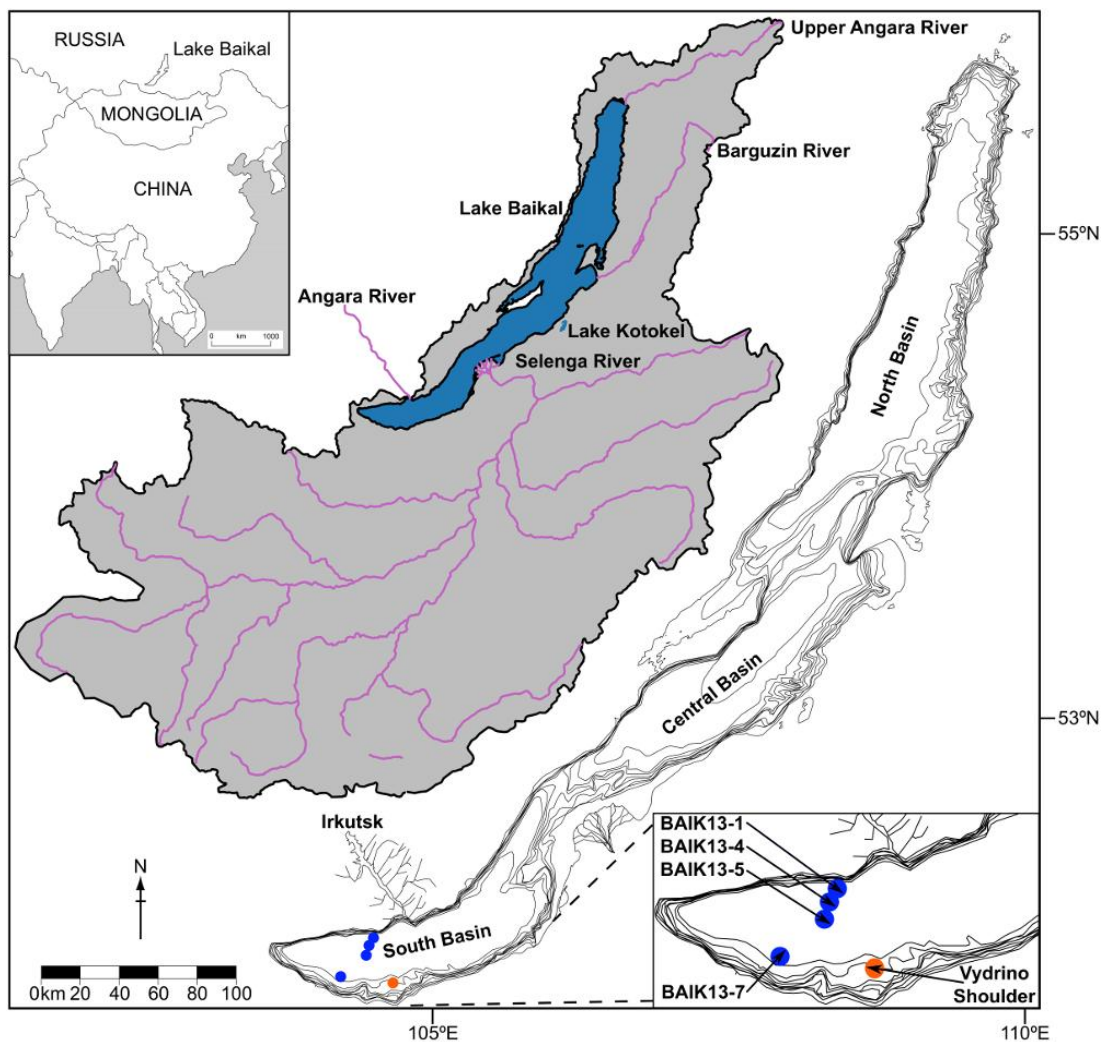 RUSSIA
Lake Baikal
MONGOLIA
CHINA
0 km 1000
Upper Angara River
Barguzin River
Lake Baikal
Angara River
Lake Kotokel
Selenga River
55ºN
North Basin
53ºN
Central Basin
Irkutsk
N
South Basin
0km 20 40 60 80 100
BAIK13-1
BAIK13-4
BAIK13-5
BAIK13-7
Vydrino
Shoulder
105ºE
110ºE